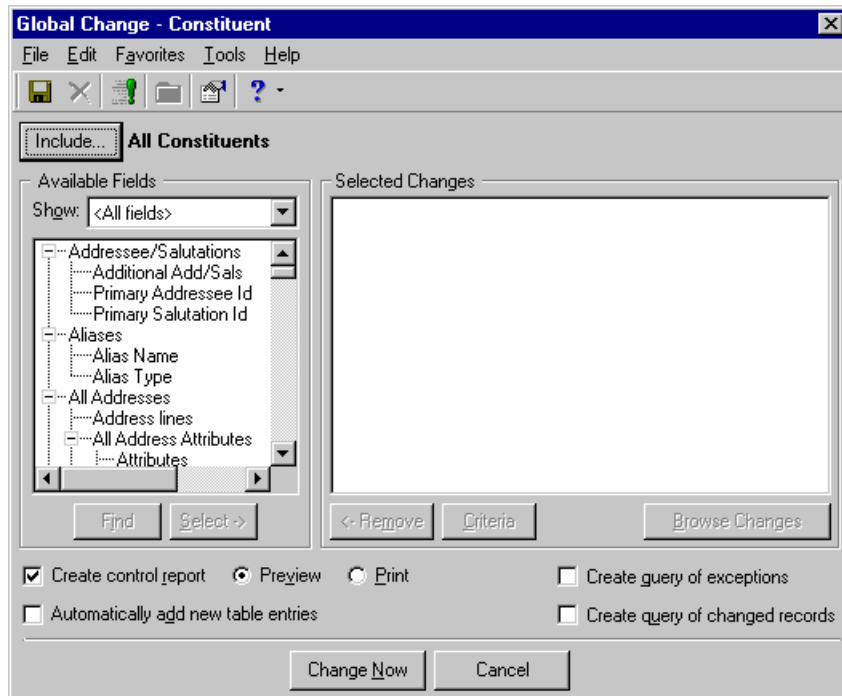 Global Change - Constituent
File Edit Favorites Tools Help
?
Include... All Constituents
Available Fields
Show: <All fields>
Addressee/Salutations
Additional Add/Sals
Primary Addressee Id
Primary Salutation Id
Aliases
Alias Name
Alias Type
All Addresses
Address lines
All Address Attributes
Attributes
Find Select ->
Selected Changes
<- Remove Criteria Browse Changes
Create control report Preview Print Create query of exceptions
Automatically add new table entries Create query of changed records
Change Now Cancel